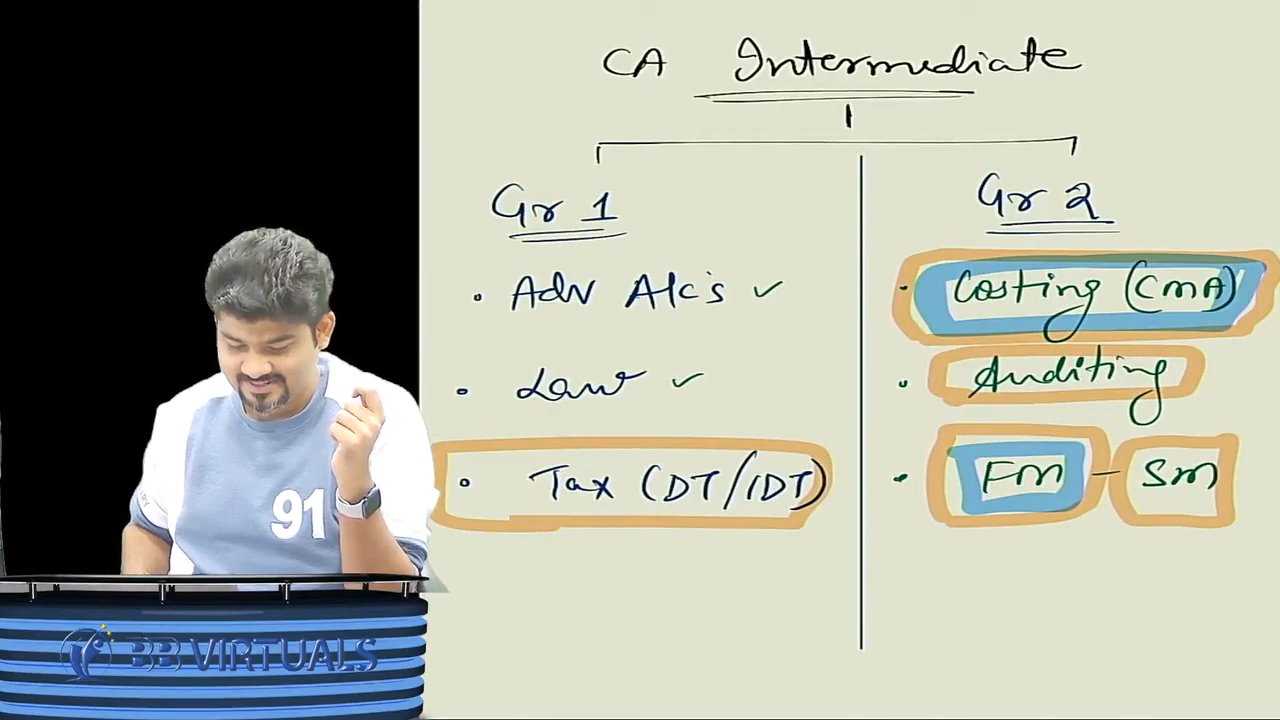 CA Intermediate
Gr 1
• Adv A/c's ✓
• Law ✓
• Tax (DT/IDT)
Gr 2
• Costing (CMA)
• Auditing
• FM - SM
91
BB VIRTUALS